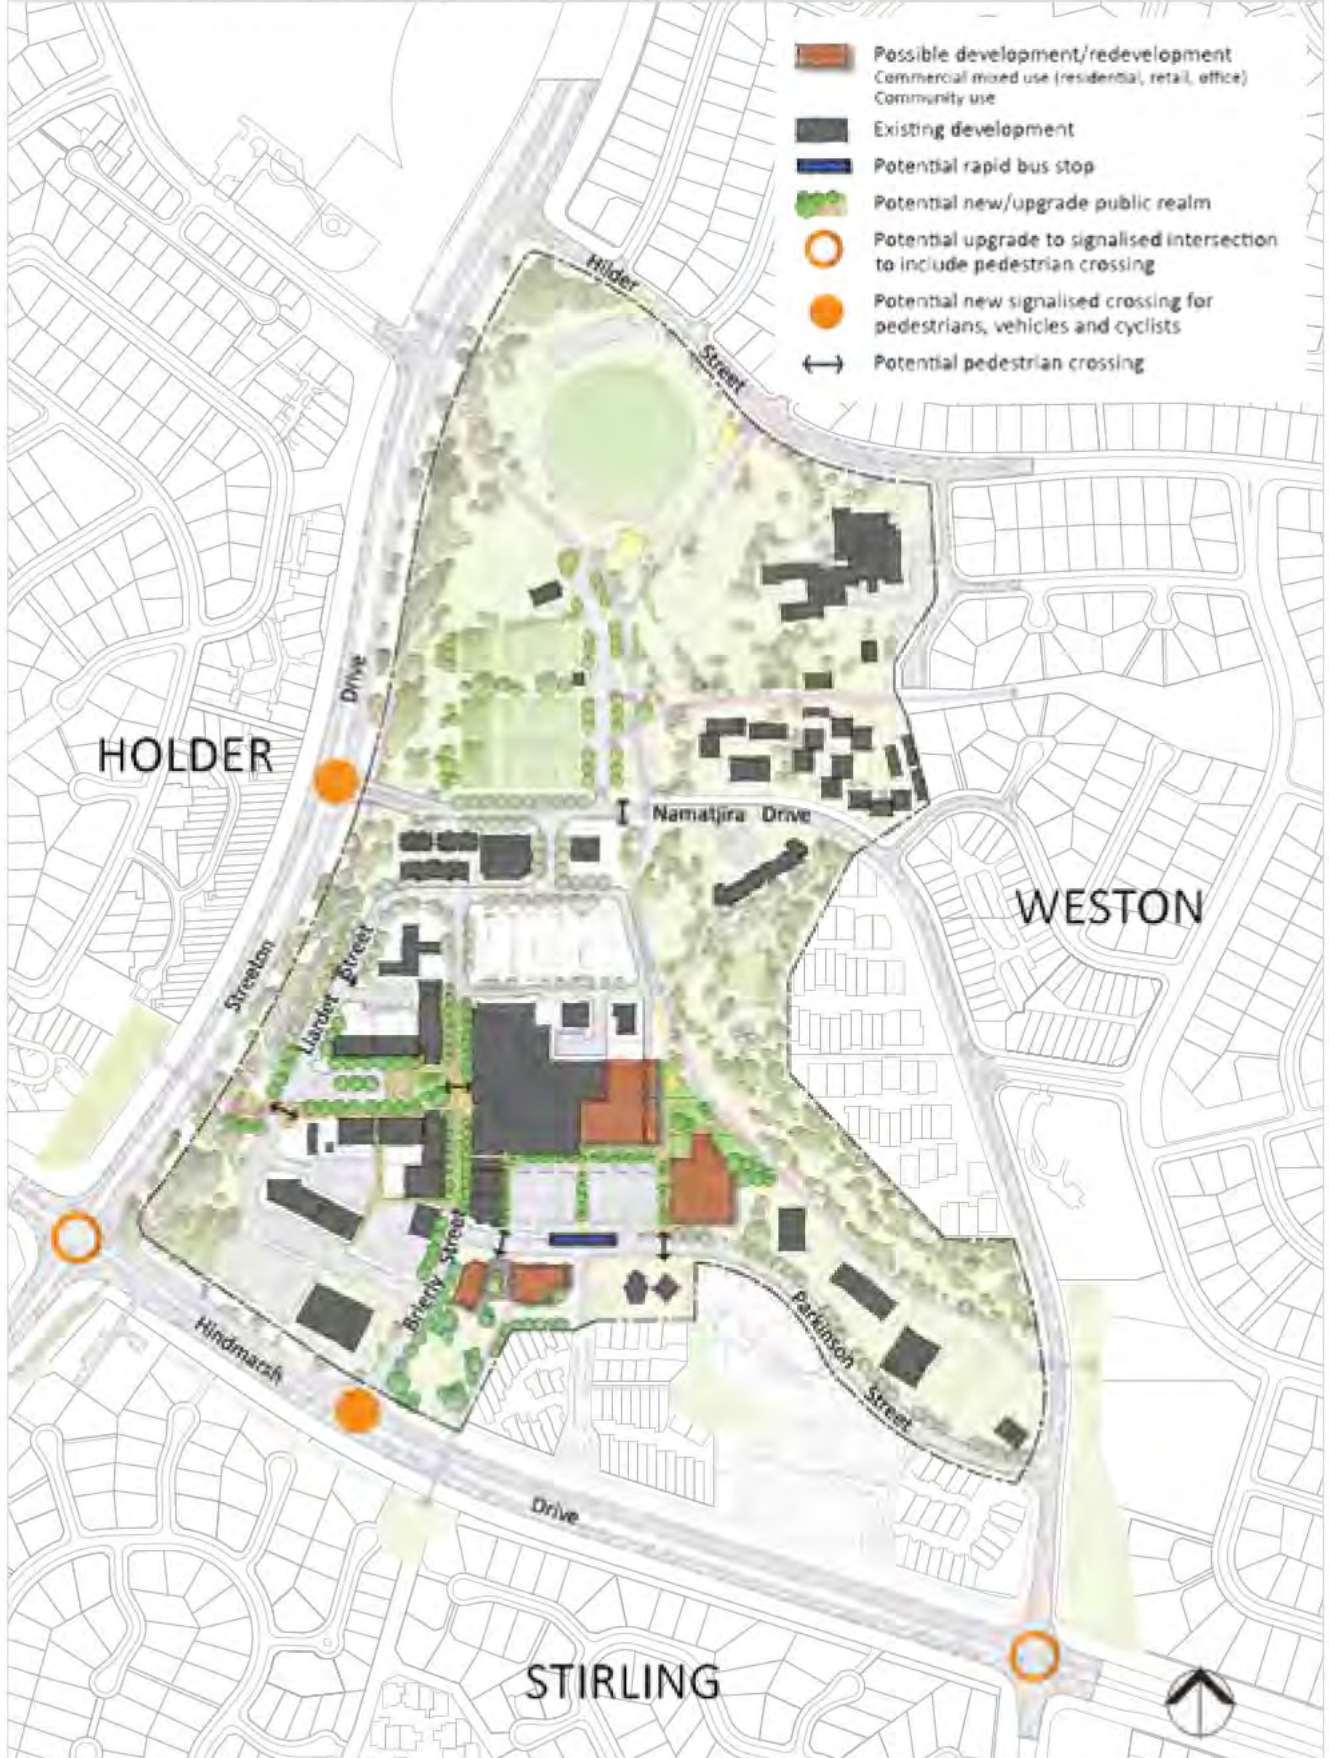 Possible development/redevelopment
Commercial mixed use (residential, retail, office)
Community use
Existing development
Potential rapid bus stop
Potential new/upgrade public realm
Potential upgrade to signalised intersection
to include pedestrian crossing
Potential new signalised crossing for
pedestrians, vehicles and cyclists
Potential pedestrian crossing
Hilder
Street
Drive
HOLDER
Namatjira Drive
WESTON
Streeton
Liardet Street
Brierly Street
Parkinson
Street
Hindmarsh
Drive
STIRLING